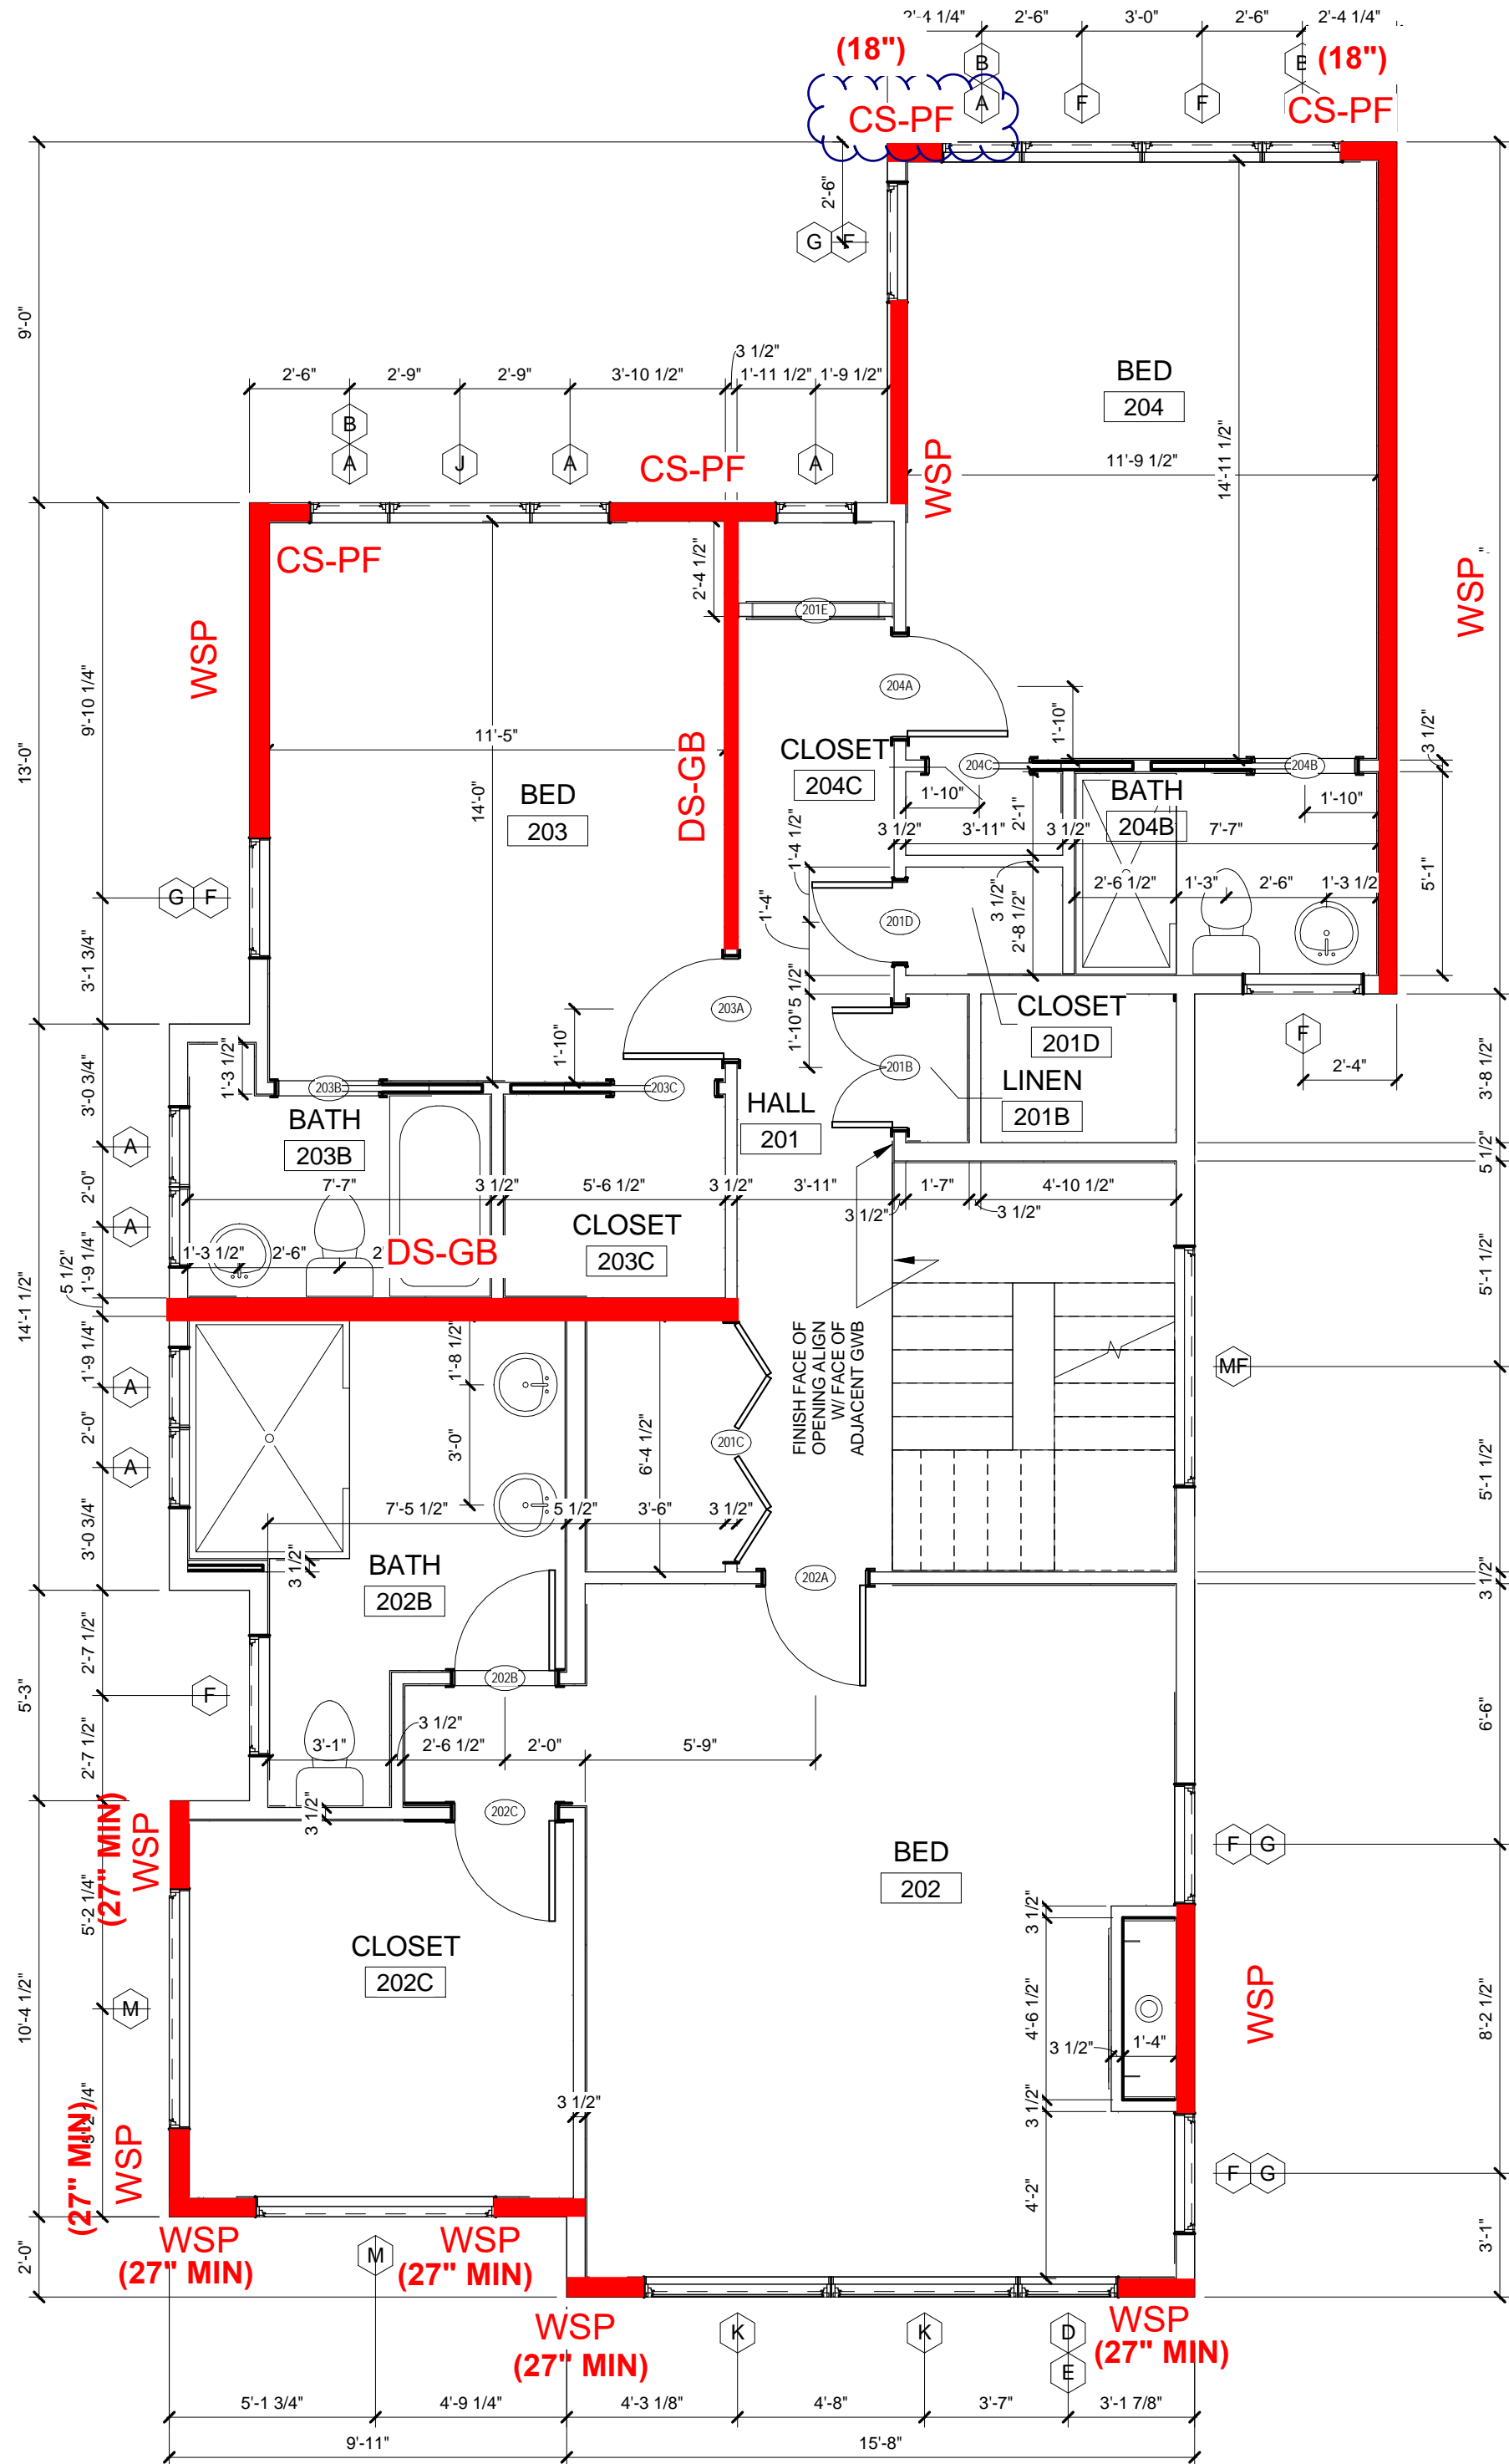 2'-6"
3'-0"
2'-6"
2'-4 1/4"
(18")
(18")
B
A
F
F
CS-PF
CS-PF
9'-0"
2'-6"
G
F
3 1/2"
2'-6"
2'-9"
2'-9"
3'-10 1/2"
1'-11 1/2"
1'-9 1/2"
B
A
J
A
A
CS-PF
BED
204
11'-9 1/2"
14'-11 1/2"
WSP
CS-PF
WSP
WSP
2'-4 1/2"
201E
204A
1'-10"
9'-10 1/4"
13'-0"
11'-5"
14'-0"
DS-GB
BED
203
CLOSET
204C
204C
204B
3 1/2"
1'-10"
2'-1"
BATH
204B
1'-10"
3 1/2"
3'-11"
3 1/2"
7'-7"
5'-1"
1'-4 1/2"
1'-4"
G
F
201D
3 1/2"
2'-8 1/2"
2'-6 1/2"
1'-3"
2'-6"
1'-3 1/2
3'-1 3/4"
5 1/2"
1'-10"
203A
1'-10"
CLOSET
201D
F
2'-4"
3'-8 1/2"
3'-0 3/4"
1'-3 1/2"
203B
203C
201B
LINEN
201B
HALL
201
BATH
203B
A
A
2'-0"
7'-7"
3 1/2"
5'-6 1/2"
3 1/2"
3'-11"
1'-7"
4'-10 1/2"
3 1/2"
3 1/2"
5 1/2"
CLOSET
203C
1'-3 1/2"
2'-6"
DS-GB
1'-9 1/4"
5 1/2"
14'-1 1/2"
5'-1 1/2"
1'-9 1/4"
A
A
2'-0"
3'-0 3/4"
1'-8 1/2"
3'-0"
6'-4 1/2"
201C
FINISH FACE OF
OPENING ALIGN
W/ FACE OF
ADJACENT GWB
MF
5'-1 1/2"
7'-5 1/2"
5 1/2"
3'-6"
3 1/2"
3 1/2"
BATH
202B
202A
3 1/2"
2'-7 1/2"
F
5'-3"
2'-7 1/2"
202B
3 1/2"
3'-1"
2'-6 1/2"
2'-0"
5'-9"
6'-6"
3 1/2"
202C
(27" MIN)
WSP
5'-2 1/4"
BED
202
F
G
CLOSET
202C
3 1/2"
4'-6 1/2"
3 1/2"
1'-4"
3 1/2"
WSP
10'-4 1/2"
M
8'-2 1/2"
3 1/2"
(27" MIN)
WSP
4'-2"
F
G
2'-0"
WSP
(27" MIN)
M
WSP
(27" MIN)
3'-1"
WSP
(27" MIN)
K
K
D
E
WSP
(27" MIN)
5'-1 3/4"
4'-9 1/4"
4'-3 1/8"
4'-8"
3'-7"
3'-1 7/8"
9'-11"
15'-8"